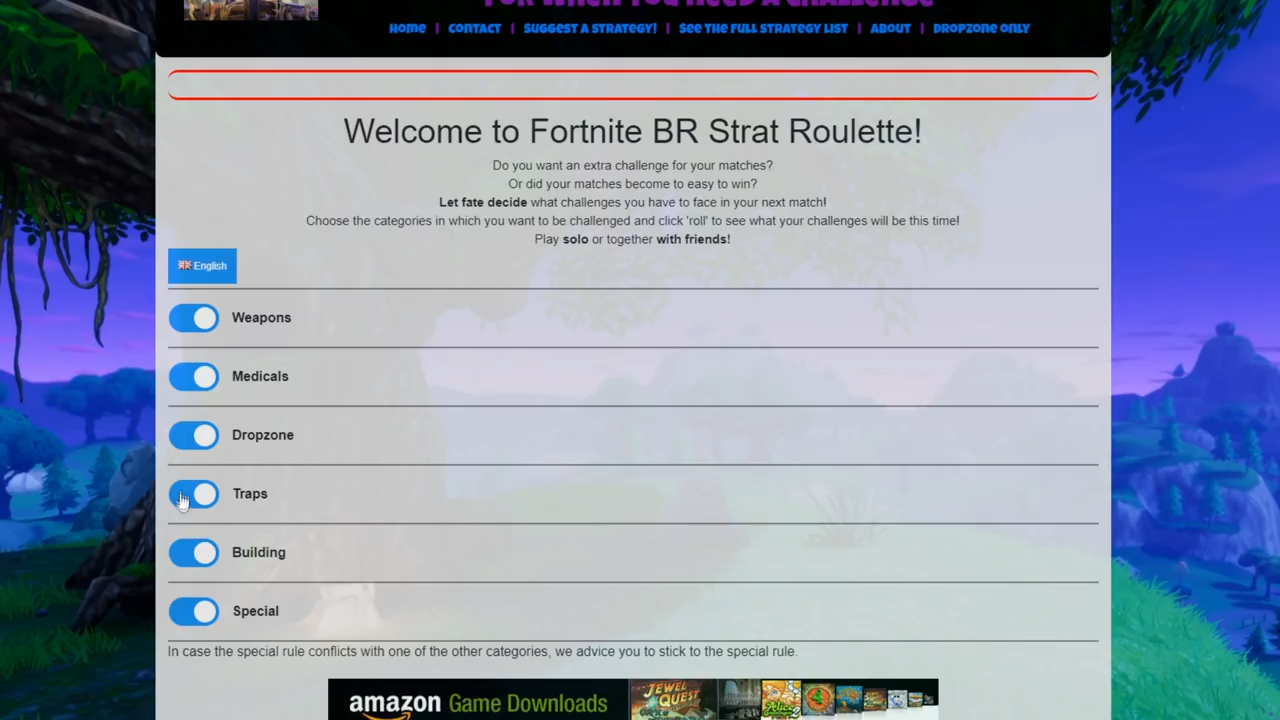 FOR WHEN YOU NEED A CHALLENGE
HOME | CONTACT | SUGGEST A STRATEGY! | SEE THE FULL STRATEGY LIST | ABOUT | DROPZONE ONLY
Welcome to Fortnite BR Strat Roulette!
Do you want an extra challenge for your matches?
Or did your matches become to easy to win?
Let fate decide what challenges you have to face in your next match!
Choose the categories in which you want to be challenged and click 'roll' to see what your challenges will be this time!
Play solo or together with friends!
English
Weapons
Medicals
Dropzone
Traps
Building
Special
In case the special rule conflicts with one of the other categories, we advice you to stick to the special rule.
amazon Game Downloads
JEWEL QUEST